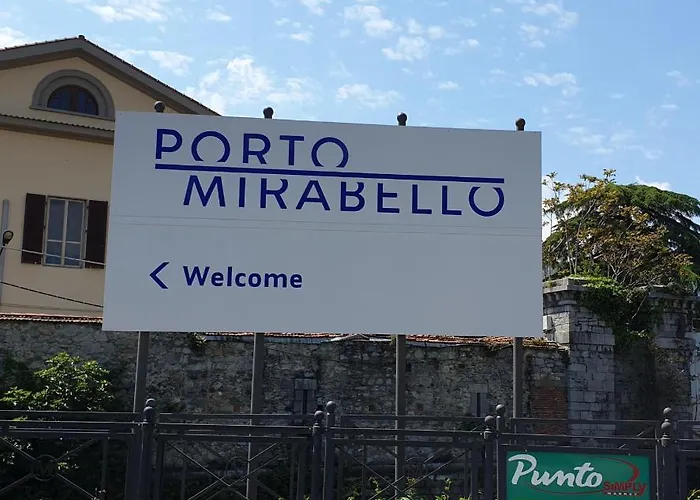 PORTO
MIRABELLO
< Welcome
Punto
SIMPLY